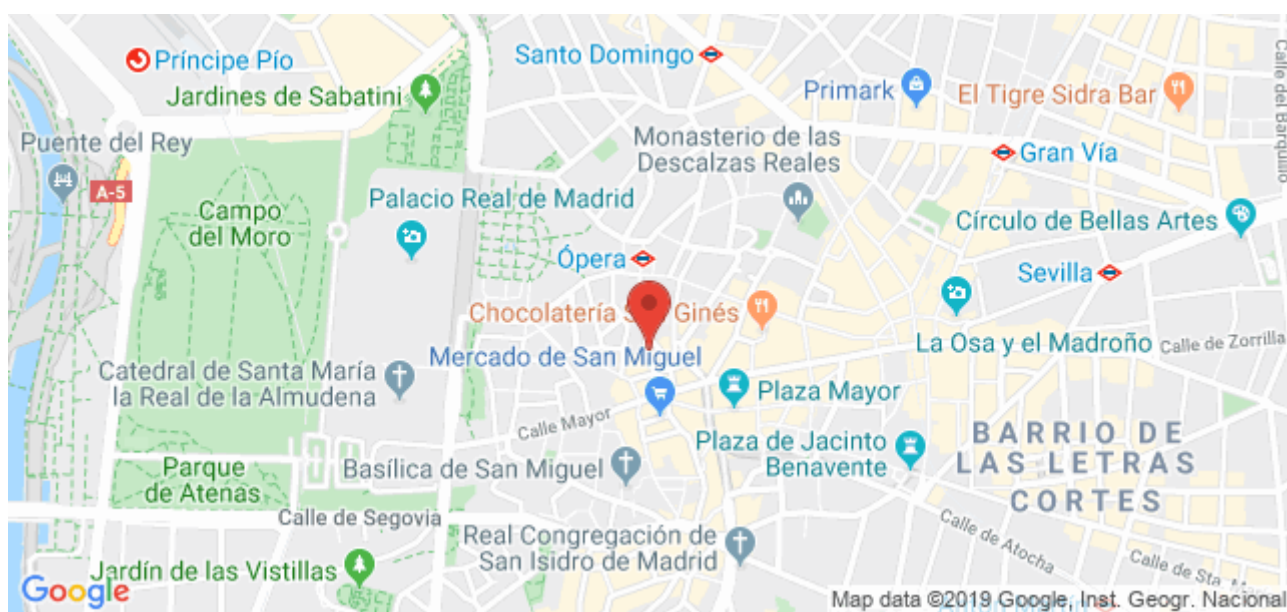 Santo Domingo
Príncipe Pío
Jardines de Sabatini
Primark
El Tigre Sidra Bar
Calle del Barquillo
Puente del Rey
Monasterio de las
Descalzas Reales
Gran Vía
A-5
Palacio Real de Madrid
Campo
del Moro
Círculo de Bellas Artes
Ópera
Sevilla
Chocolatería
Ginés
La Osa y el Madroño
Calle de Zorrilla
Mercado de San Miguel
Catedral de Santa María
la Real de la Almudena
Plaza Mayor
Calle Mayor
Plaza de Jacinto
Benavente
BARRIO DE
LAS LETRAS
CORTES
Basílica de San Miguel
Parque
de Atenas
Calle de Segovia
Real Congregación de
San Isidro de Madrid
Calle de Atocha
Calle de Sta.
Jardín de las Vistillas
Google
Map data ©2019 Google, Inst. Geogr. Nacional